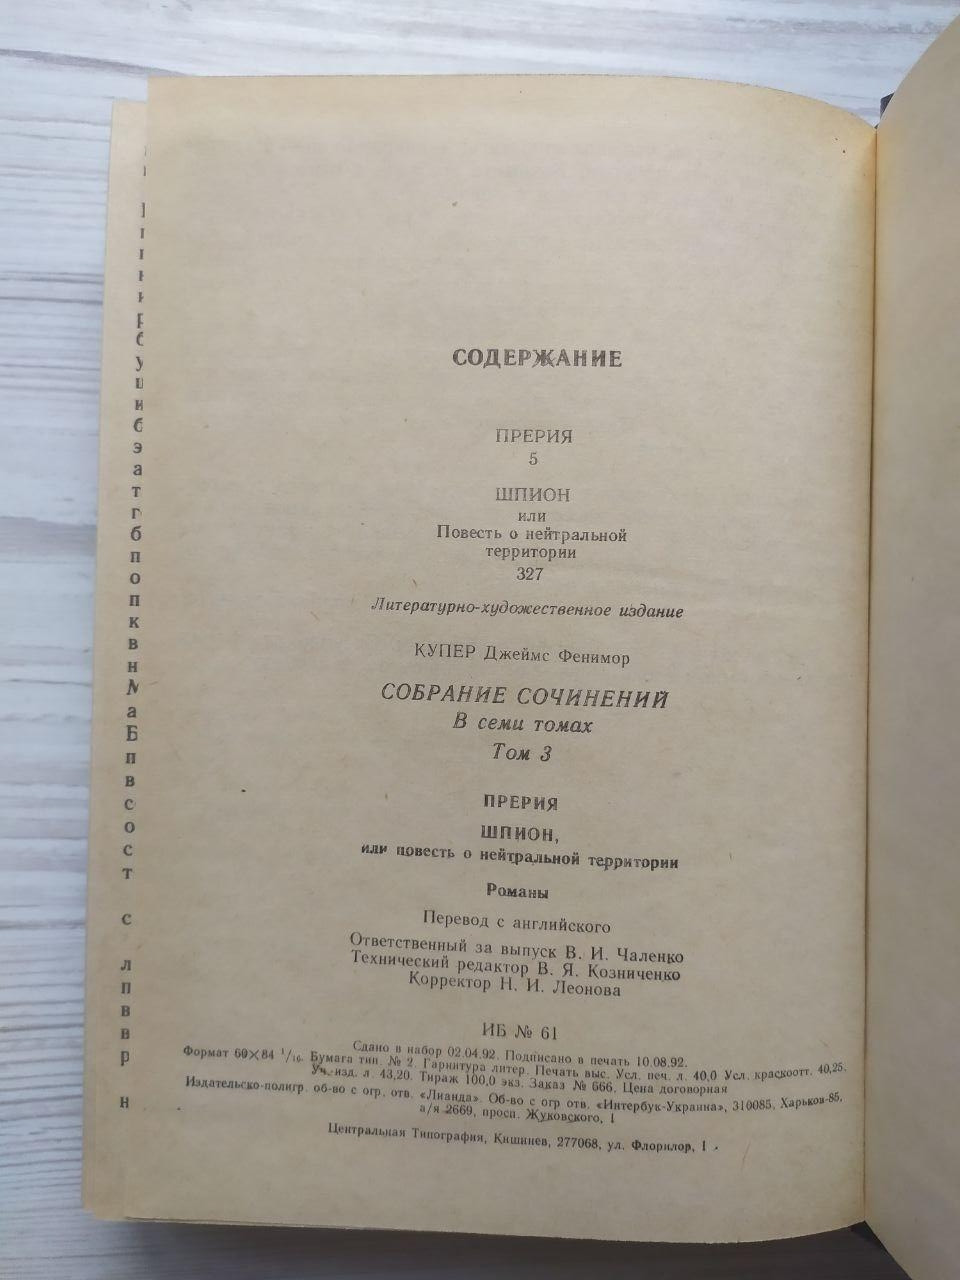 СОДЕРЖАНИЕ
ПРЕРИЯ
5
ШПИОН
или
Повесть о нейтральной
территории
327
Литературно-художественное издание
КУПЕР Джеймс Фенимор
СОБРАНИЕ СОЧИНЕНИЙ
В семи томах
Том 3
ПРЕРИЯ
ШПИОН,
или повесть о нейтральной территории
Романы
Перевод с английского
Ответственный за выпуск В. И. Чаленко
Технический редактор В. Я. Козниченко
Корректор Н. И. Леонова
ИБ № 61
Сдано в набор 02.04.92. Подписано в печать 10.08.92.
Формат 60×84 1/16. Бумага тип. № 2. Гарнитура литер. Печать выс. Усл. печ. л. 40,0 Усл. краскоотт. 40,25.
Уч.-изд. л. 43,20. Тираж 100,0 экз. Заказ № 666, Цена договорная
Издательско-полигр. об-во с огр. отв. «Лианда». Об-во с огр отв. «Интербук-Украина», 310085, Харьков-85,
а/я 2669, просп. Жуковского, 1
Центральная Типография, Кишинев, 277068, ул. Флорилор, 1